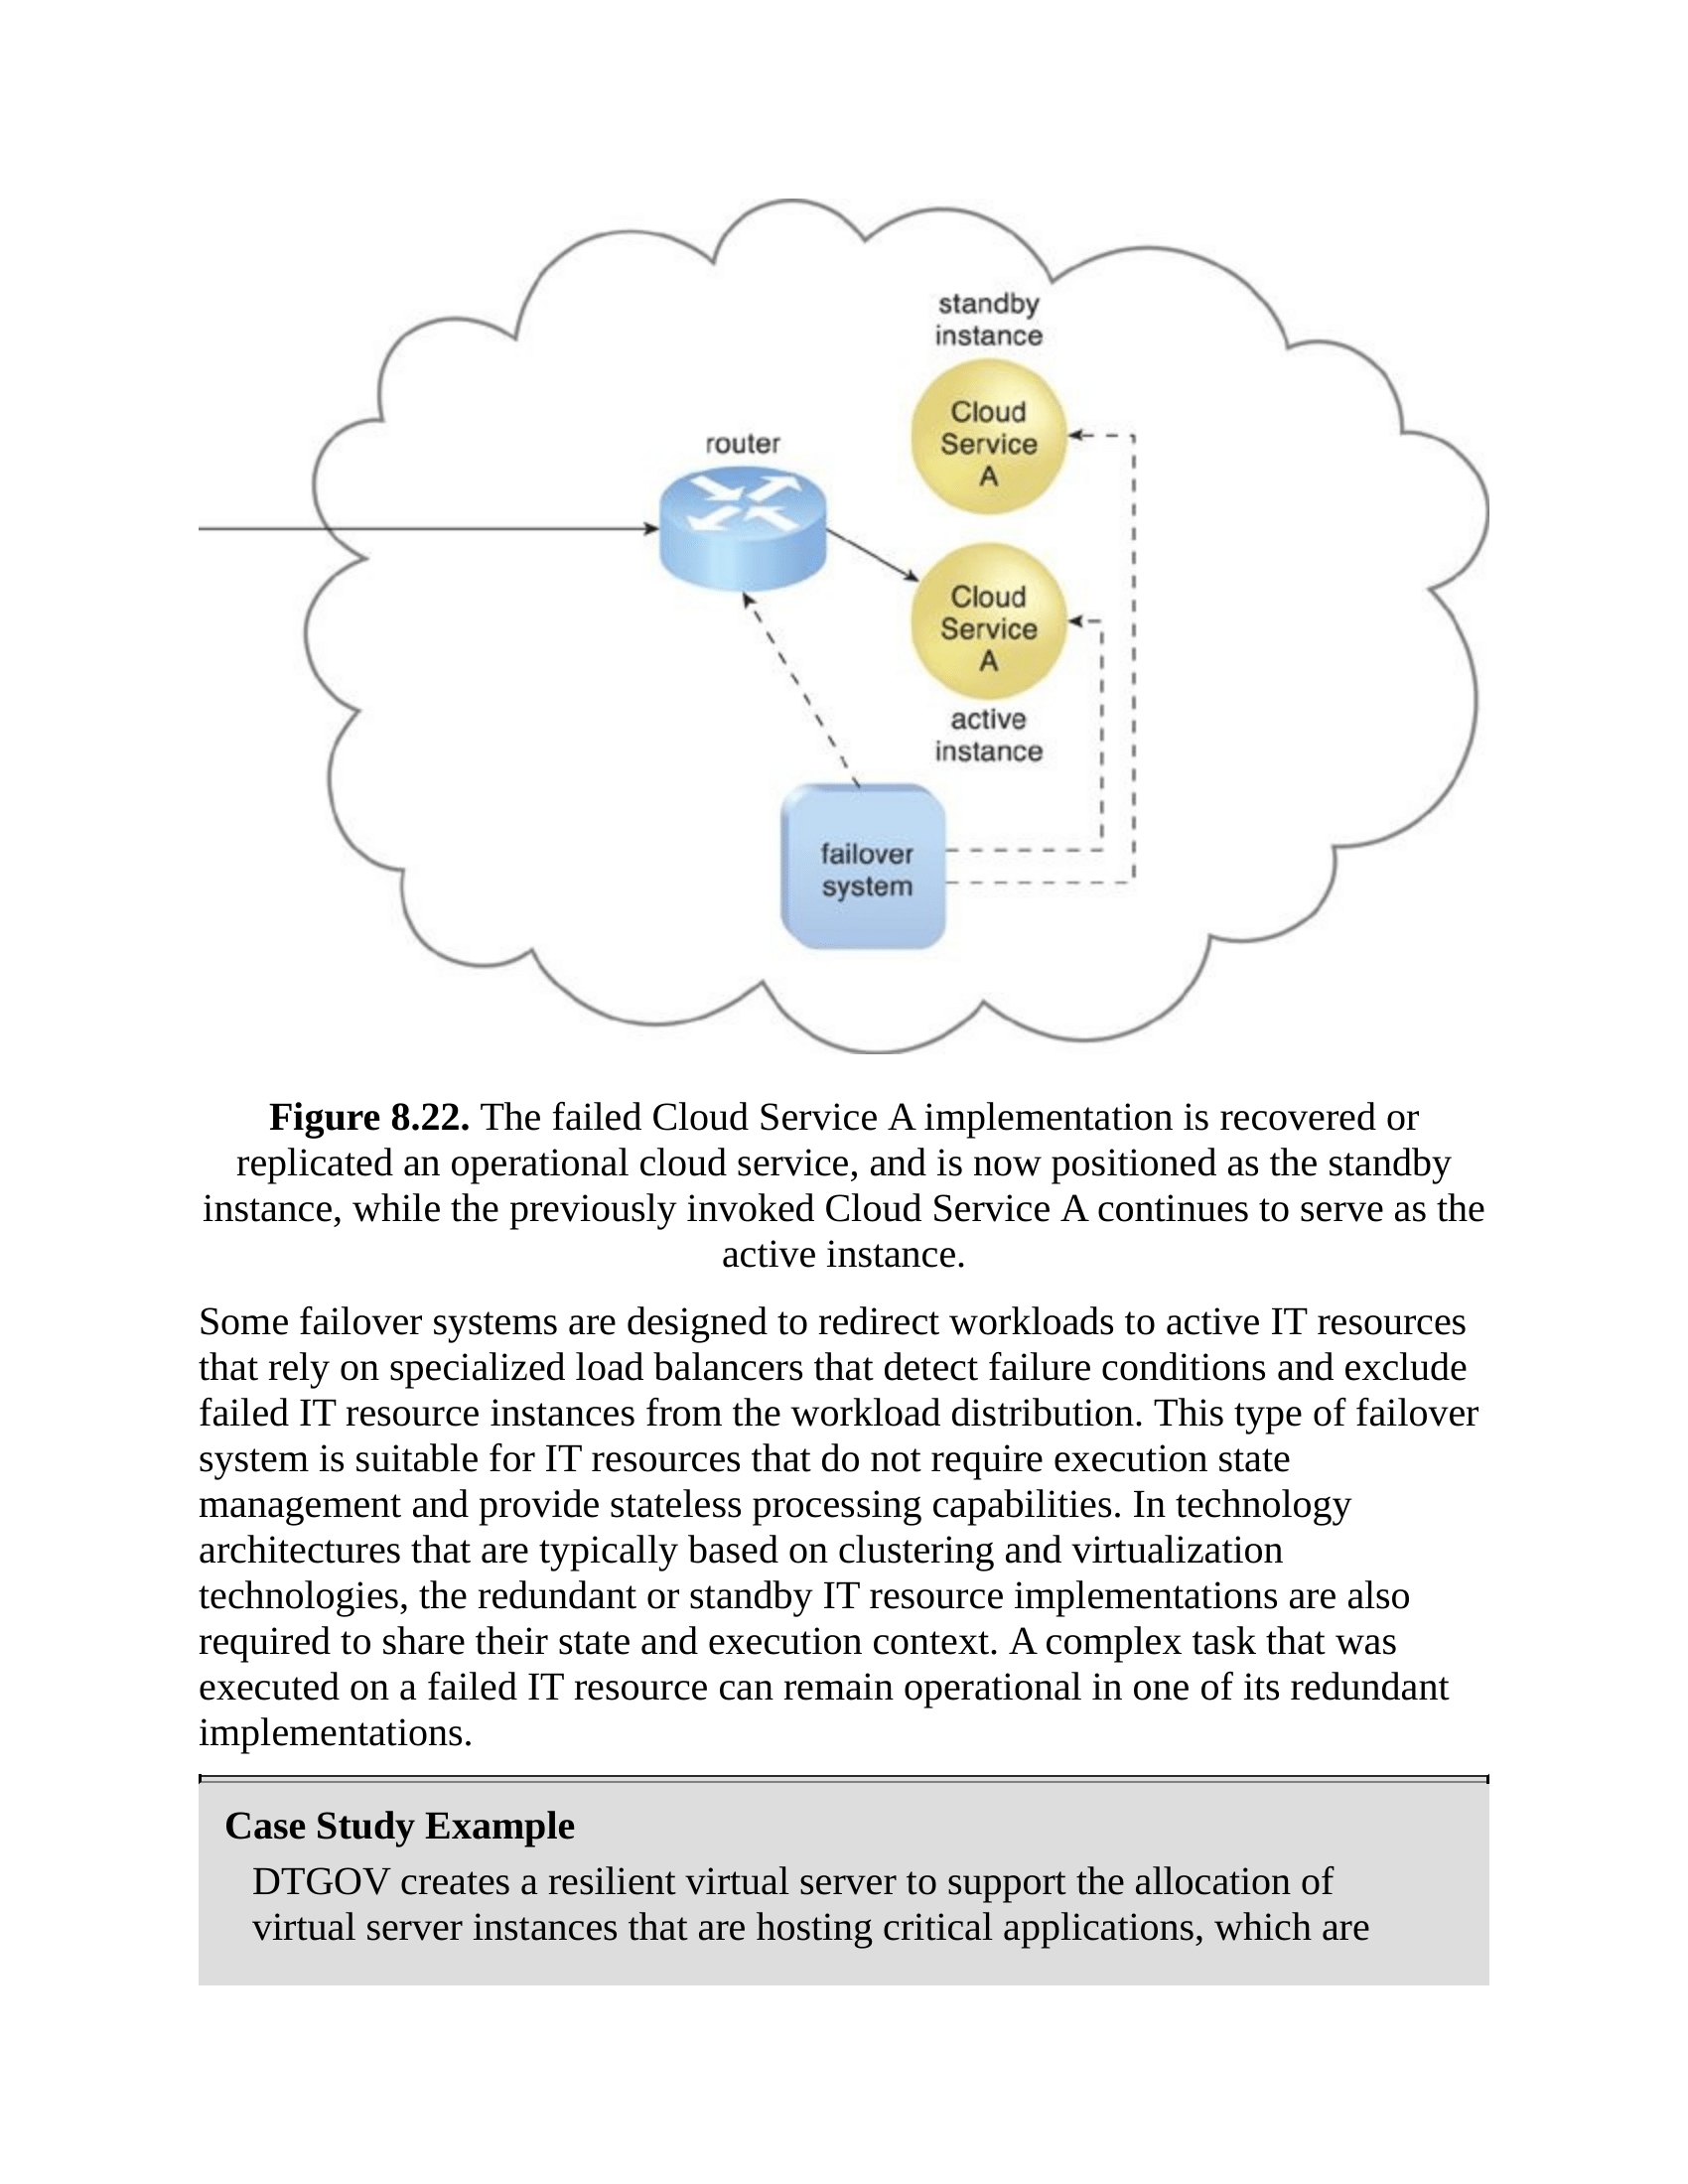 standby
instance
Cloud
Service
A
router
Cloud
Service
A
active
instance
failover
system
Figure 8.22. The failed Cloud Service A implementation is recovered or
replicated an operational cloud service, and is now positioned as the standby
instance, while the previously invoked Cloud Service A continues to serve as the
active instance.
Some failover systems are designed to redirect workloads to active IT resources
that rely on specialized load balancers that detect failure conditions and exclude
failed IT resource instances from the workload distribution. This type of failover
system is suitable for IT resources that do not require execution state
management and provide stateless processing capabilities. In technology
architectures that are typically based on clustering and virtualization
technologies, the redundant or standby IT resource implementations are also
required to share their state and execution context. A complex task that was
executed on a failed IT resource can remain operational in one of its redundant
implementations.
Case Study Example
DTGOV creates a resilient virtual server to support the allocation of
virtual server instances that are hosting critical applications, which are